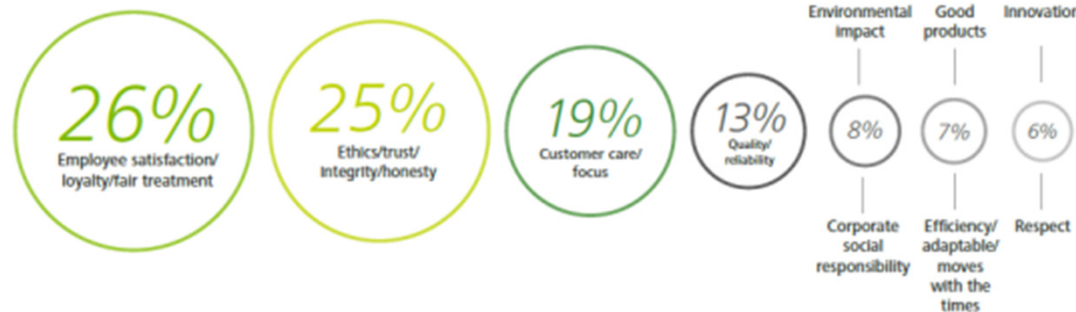 26%
Employee satisfaction/
loyalty/fair treatment
25%
Ethics/trust/
integrity/honesty
19%
Customer care/
focus
13%
Quality/
reliability
Environmental
impact
8%
Corporate
social
responsibility
Good
products
7%
Efficiency/
adaptable/
moves
with the
times
Innovation
6%
Respect